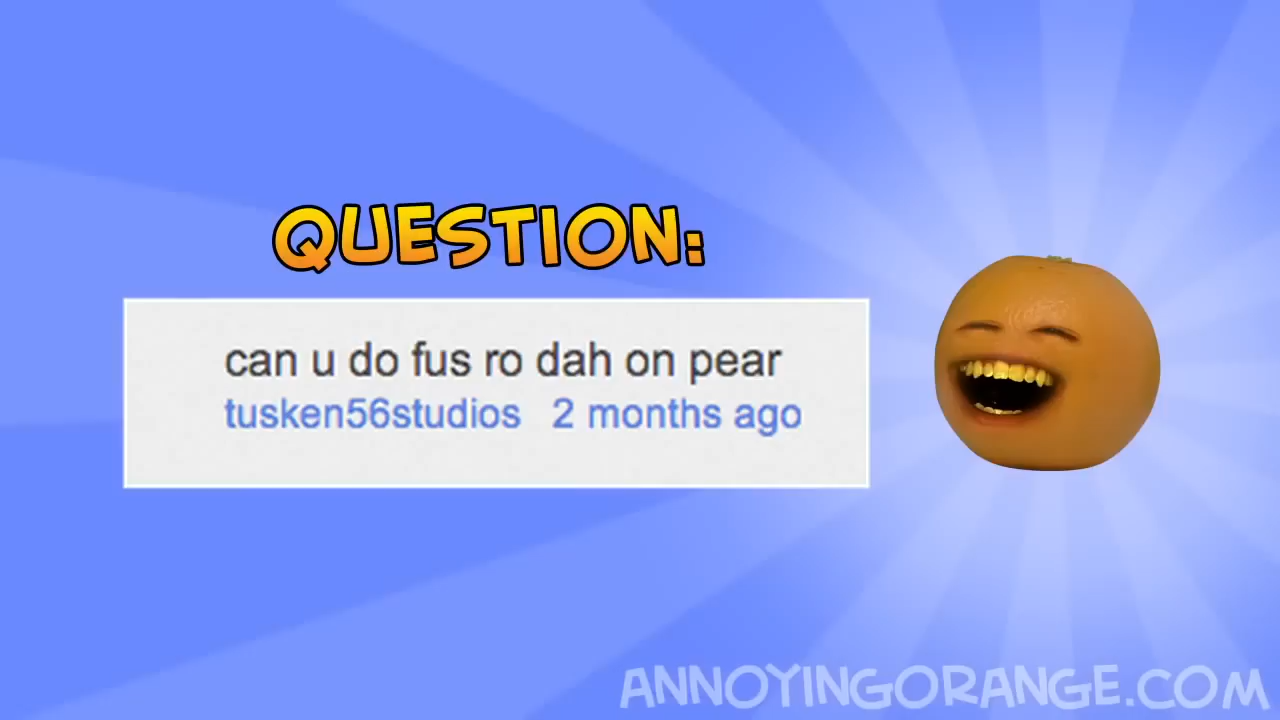 QUESTION:
can u do fus ro dah on pear
tusken56studios 2 months ago
ANNOYINGORANGE.COM